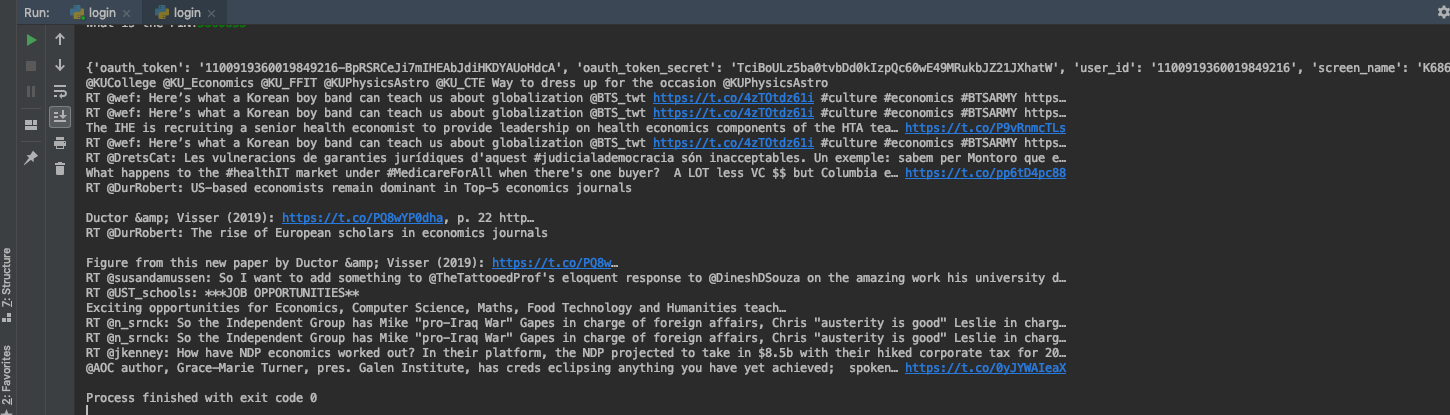 Run: login × login ×
{'oauth_token': '1100919360019849216-BpRSRCeJi7mIHEAbJdiHKDYAUoHdcA', 'oauth_token_secret': 'TciBoULz5ba0tvbDd0kIzpQc60wE49MRukbJZ21JXhatW', 'user_id': '1100919360019849216', 'screen_name': 'K686
@KUCollege @KU_Economics @KU_FFIT @KUPhysicsAstro @KU_CTE Way to dress up for the occasion @KUPhysicsAstro
RT @wef: Here’s what a Korean boy band can teach us about globalization @BTS_twt https://t.co/4zTOtdz61i #culture #economics #BTSARMY https…
RT @wef: Here’s what a Korean boy band can teach us about globalization @BTS_twt https://t.co/4zTOtdz61i #culture #economics #BTSARMY https…
The IHE is recruiting a senior health economist to provide leadership on health economics components of the HTA tea… https://t.co/P9vRnmcTLs
RT @wef: Here’s what a Korean boy band can teach us about globalization @BTS_twt https://t.co/4zTOtdz61i #culture #economics #BTSARMY https…
RT @DretsCat: Les vulneracions de garanties jurídiques d'aquest #judicialademocracia són inacceptables. Un exemple: sabem per Montoro que e…
What happens to the #healthIT market under #MedicareForAll when there's one buyer?  A LOT less VC $$ but Columbia e… https://t.co/pp6tD4pc88
RT @DurRobert: US-based economists remain dominant in Top-5 economics journals
Ductor &amp; Visser (2019): https://t.co/PQ8wYP0dha, p. 22 http…
RT @DurRobert: The rise of European scholars in economics journals
Figure from this new paper by Ductor &amp; Visser (2019): https://t.co/PQ8w…
RT @susandamussen: So I want to add something to @TheTattooedProf's eloquent response to @DineshDSouza on the amazing work his university d…
RT @UST_schools: ***JOB OPPORTUNITIES**
Exciting opportunities for Economics, Computer Science, Maths, Food Technology and Humanities teach…
RT @n_srnck: So the Independent Group has Mike "pro-Iraq War" Gapes in charge of foreign affairs, Chris "austerity is good" Leslie in charg…
RT @n_srnck: So the Independent Group has Mike "pro-Iraq War" Gapes in charge of foreign affairs, Chris "austerity is good" Leslie in charg…
RT @jkenney: How have NDP economics worked out? In their platform, the NDP projected to take in $8.5b with their hiked corporate tax for 20…
@AOC author, Grace-Marie Turner, pres. Galen Institute, has creds eclipsing anything you have yet achieved;  spoken… https://t.co/0yJYWAIeaX
Process finished with exit code 0
7: Structure
2: Favorites